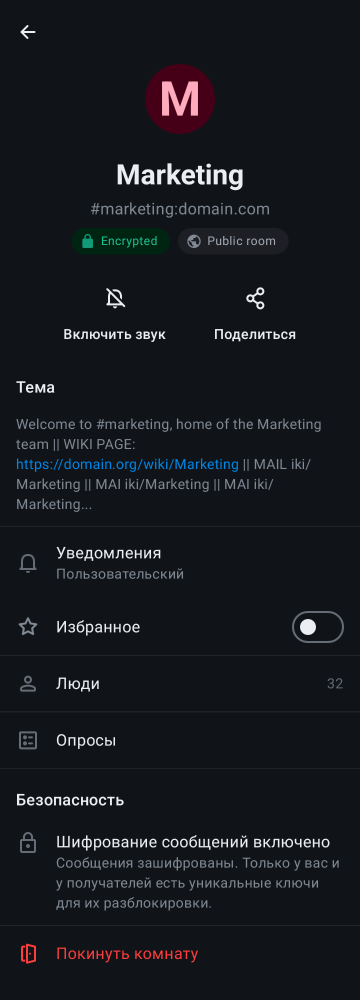 M
Marketing
#marketing:domain.com
Encrypted Public room
Включить звук Поделиться
Тема
Welcome to #marketing, home of the Marketing
team || WIKI PAGE:
https://domain.org/wiki/Marketing || MAIL iki/
Marketing || MAI iki/Marketing || MAI iki/
Marketing...
Уведомления
Пользовательский
Избранное
Люди 32
Опросы
Безопасность
Шифрование сообщений включено
Сообщения зашифрованы. Только у вас и
у получателей есть уникальные ключи
для их разблокировки.
Покинуть комнату